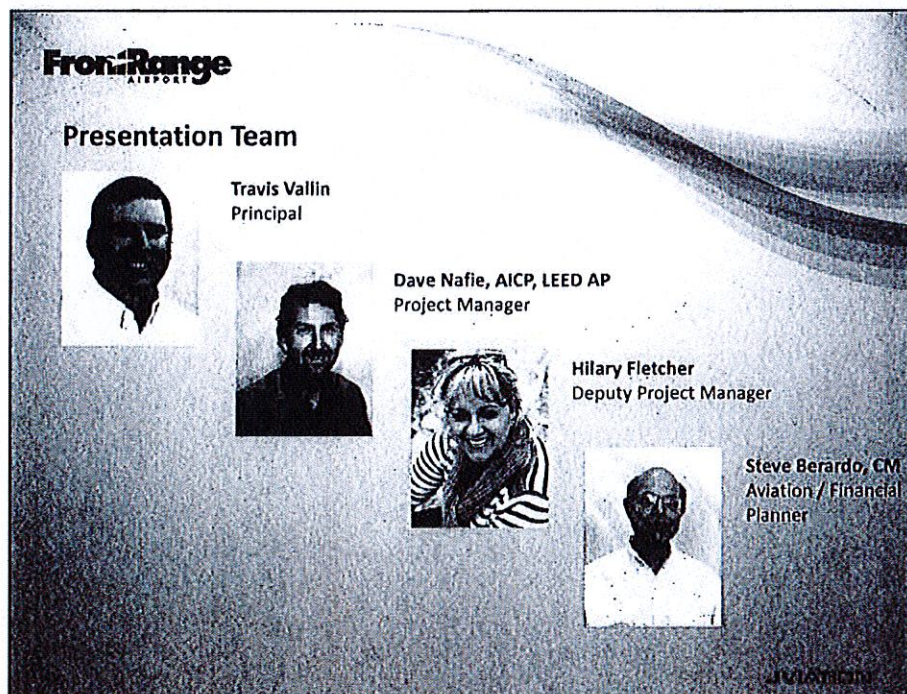 FrontRange
AIRPORT
Presentation Team
Travis Vallin
Principal
Dave Nafie, AICP, LEED AP
Project Manager
Hilary Fletcher
Deputy Project Manager
Steve Berardo, CM
Aviation / Financial
Planner
JVIATION